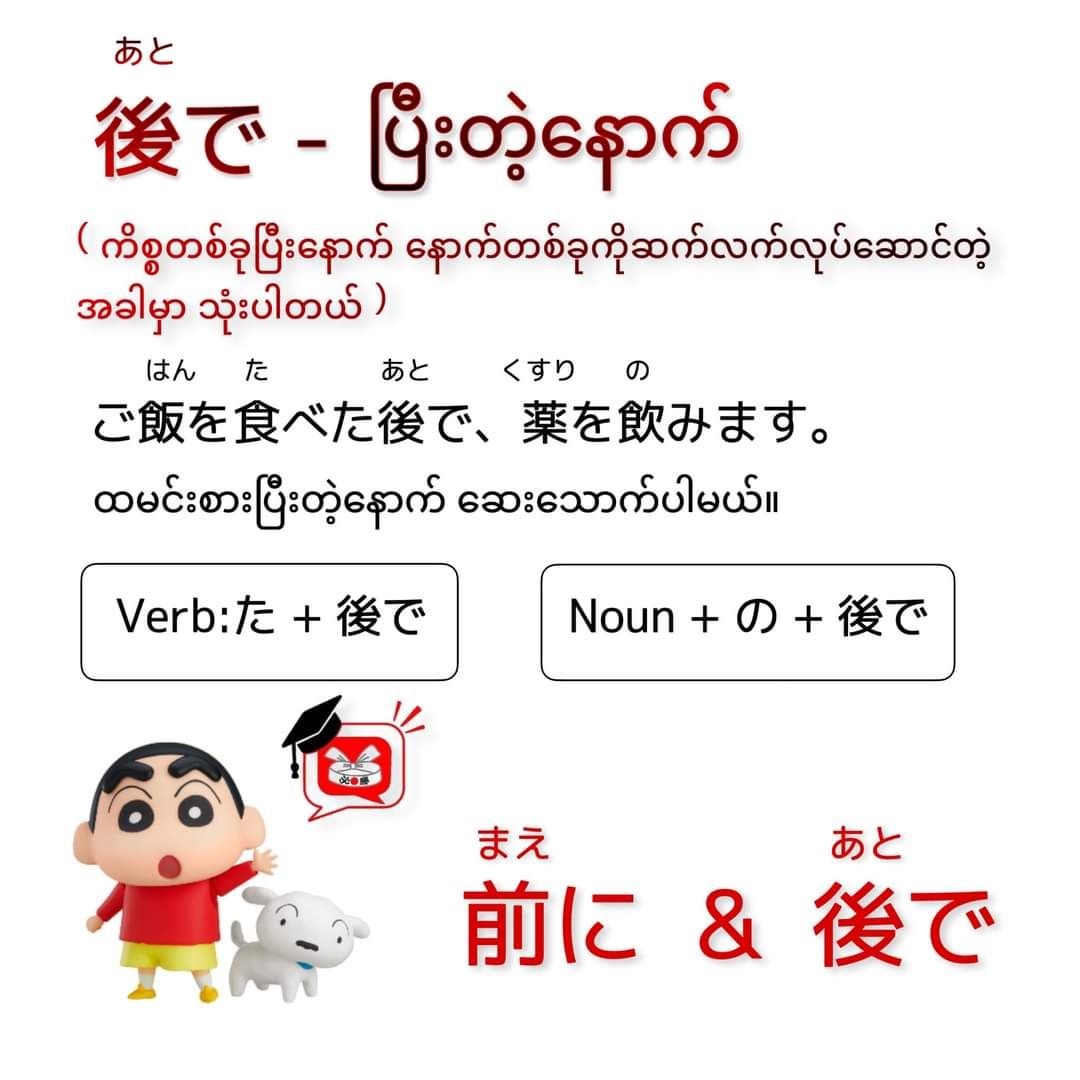 あと
後で - ပြီးတဲ့နောက်
( ကိစ္စတစ်ခုပြီးနောက် နောက်တစ်ခုကိုဆက်လက်လုပ်ဆောင်တဲ့
အခါမှာ သုံးပါတယ် )
はん た あと くすり の
ご飯を食べた後で、薬を飲みます。
ထမင်းစားပြီးတဲ့နောက် ဆေးသောက်ပါမယ်။
Verb:た + 後で
Noun + の + 後で
必勝
まえ あと
前に & 後で